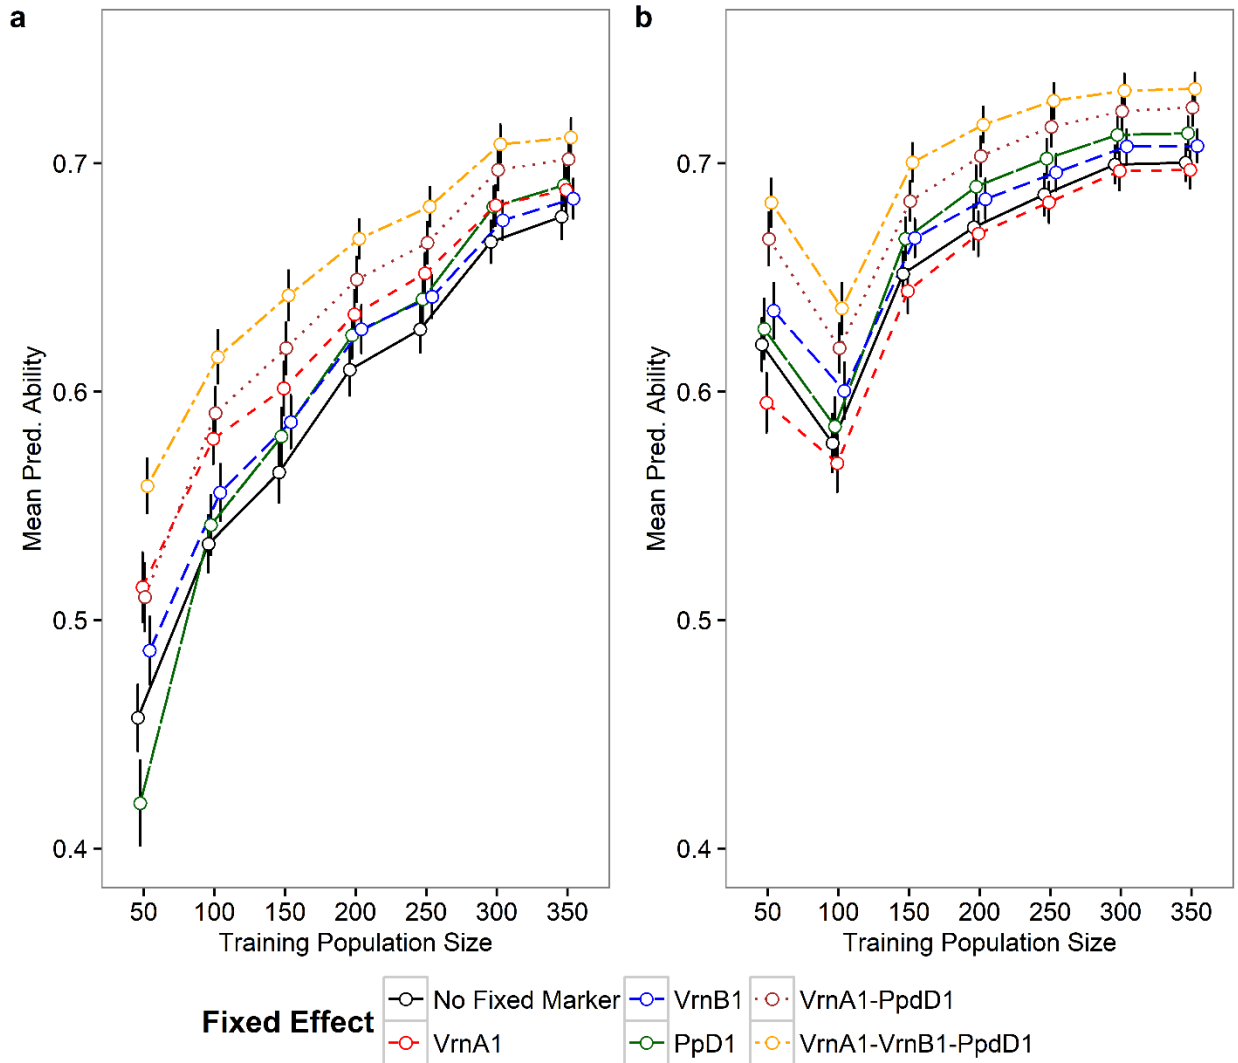 a
b
Mean Pred. Ability
0.7
0.6
0.5
0.4
50 100 150 200 250 300 350
Training Population Size
Mean Pred. Ability
0.7
0.6
0.5
0.4
50 100 150 200 250 300 350
Training Population Size
Fixed Effect
No Fixed Marker
VrnB1
VrnA1-PpdD1
VrnA1
PpD1
VrnA1-VrnB1-PpdD1